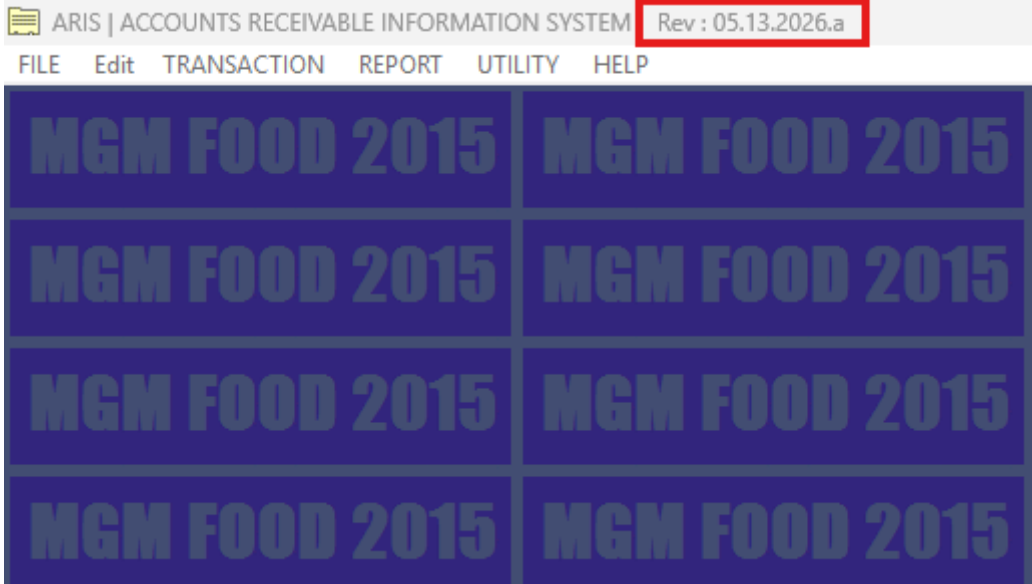 ARIS | ACCOUNTS RECEIVABLE INFORMATION SYSTEM Rev : 05.13.2026.a
FILE Edit TRANSACTION REPORT UTILITY HELP
MGM FOOD 2015 MGM FOOD 2015
MGM FOOD 2015 MGM FOOD 2015
MGM FOOD 2015 MGM FOOD 2015
MGM FOOD 2015 MGM FOOD 2015